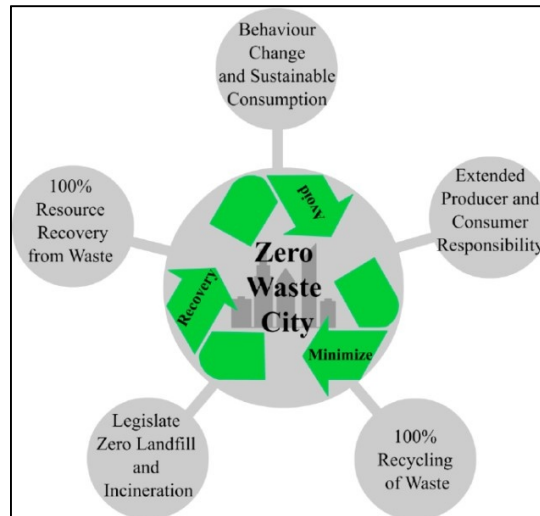 Behaviour
Change
and Sustainable
Consumption
100%
Resource
Recovery
from Waste
Extended
Producer and
Consumer
Responsibility
Avoid
Zero
Waste
City
Recovery
Minimize
Legislate
Zero Landfill
and
Incineration
100%
Recycling
of Waste